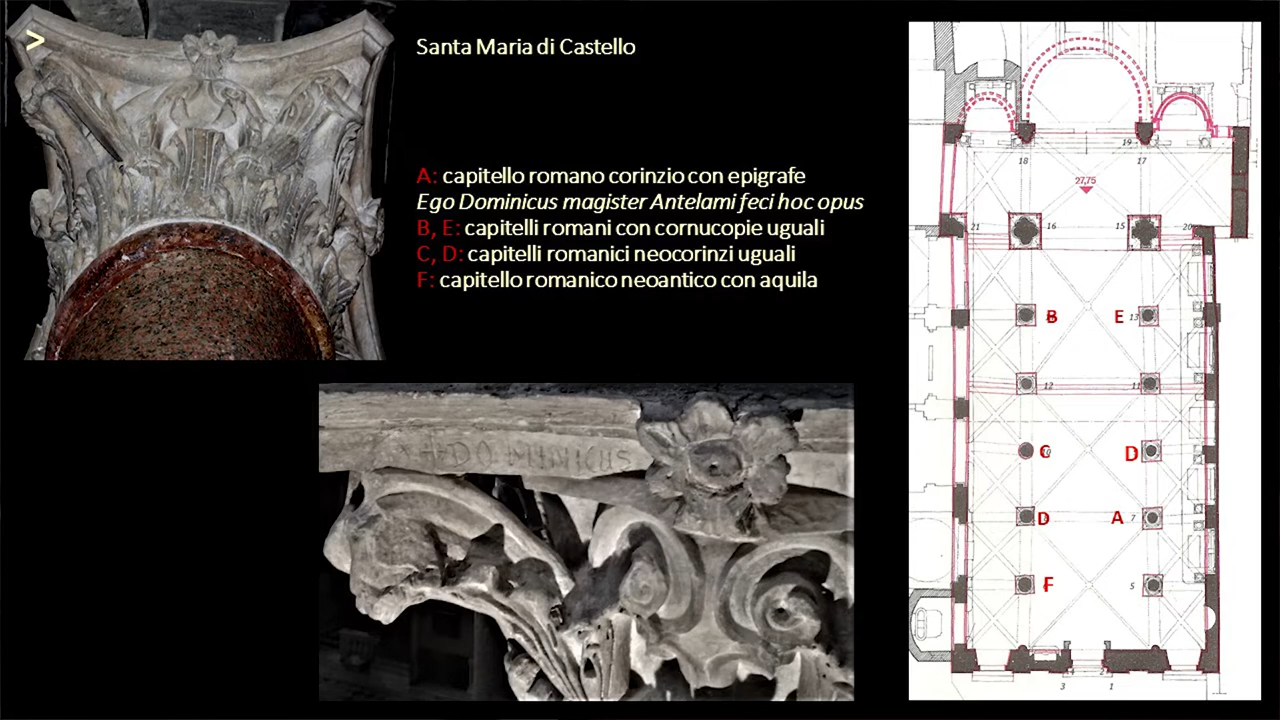 >
Santa Maria di Castello
A: capitello romano corinzio con epigrafe
Ego Dominicus magister Antelami feci hoc opus
B, E: capitelli romani con cornucopie uguali
C, D: capitelli romanici neocorinzi uguali
F: capitello romanico neoantico con aquila
DOMINICUS
19
18
17
27,75
21
16
15
20
B
E
13
12
11
C
D
D
A
7
F
5
2
3
1